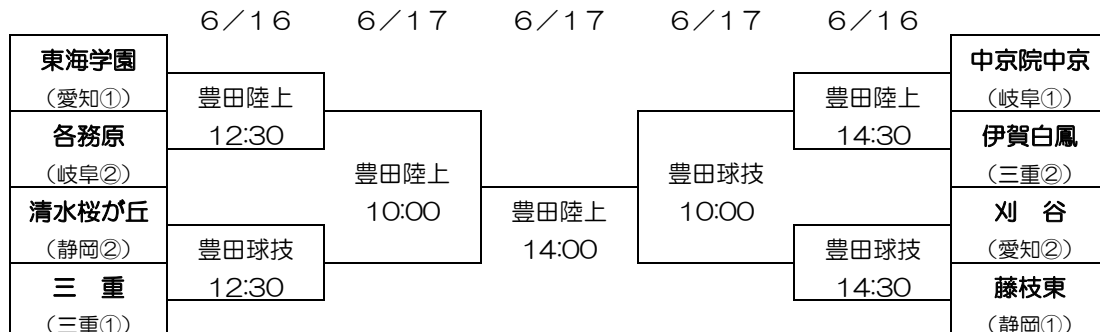 ６／１６ ６／１７ ６／１７ ６／１７ ６／１６
東海学園 中京院中京
（愛知①） 豊田陸上 豊田陸上 （岐阜①）
各務原 12:30 14:30 伊賀白鳳
（岐阜②） 豊田陸上 豊田球技 （三重②）
清水桜が丘 10:00 豊田陸上 10:00 刈　谷
（静岡②） 豊田球技 14:00 豊田球技 （愛知②）
三　重 12:30 14:30 藤枝東
（三重①） （静岡①）